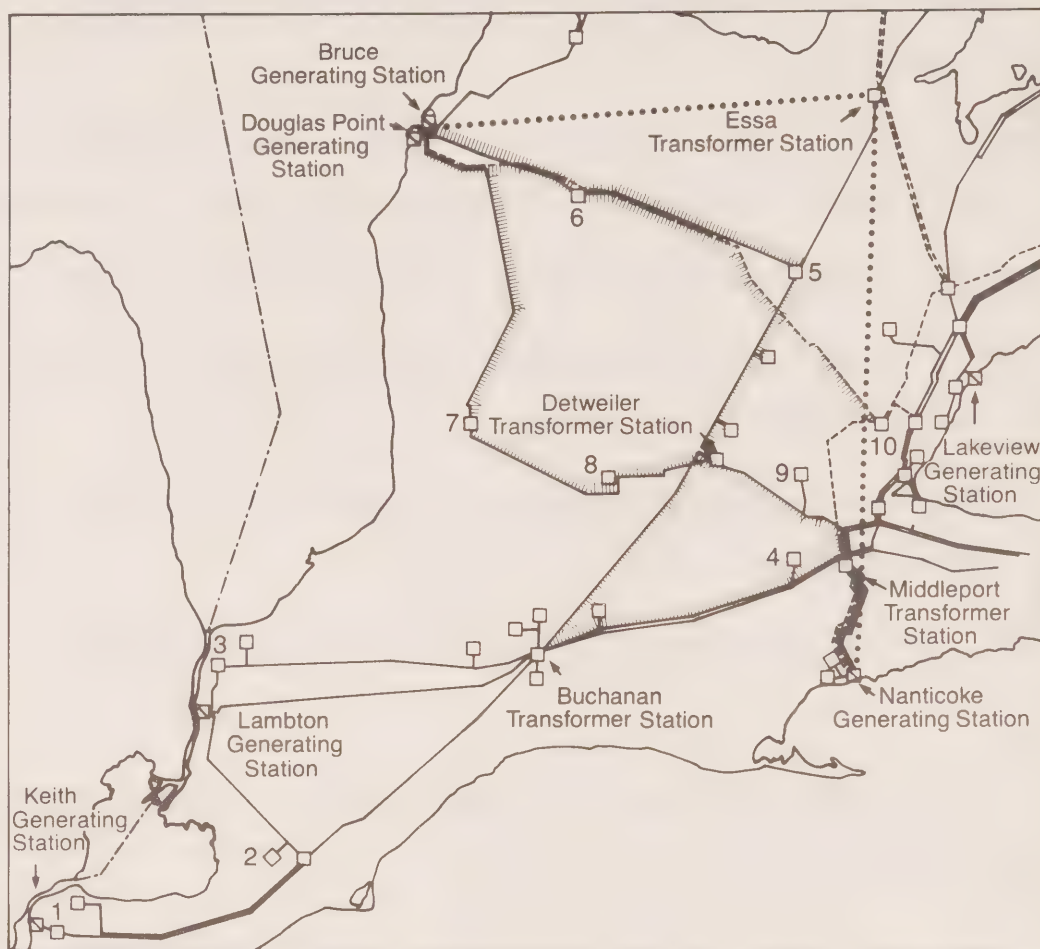 Bruce
Generating Station
Douglas Point
Generating
Station
Essa
Transformer Station
6
5
7
Detweiler
Transformer Station
8
9
10
Lakeview
Generating
Station
4
Middleport
Transformer
Station
3
Buchanan
Transformer Station
Nanticoke
Generating Station
Lambton
Generating
Station
Keith
Generating
Station
2
1